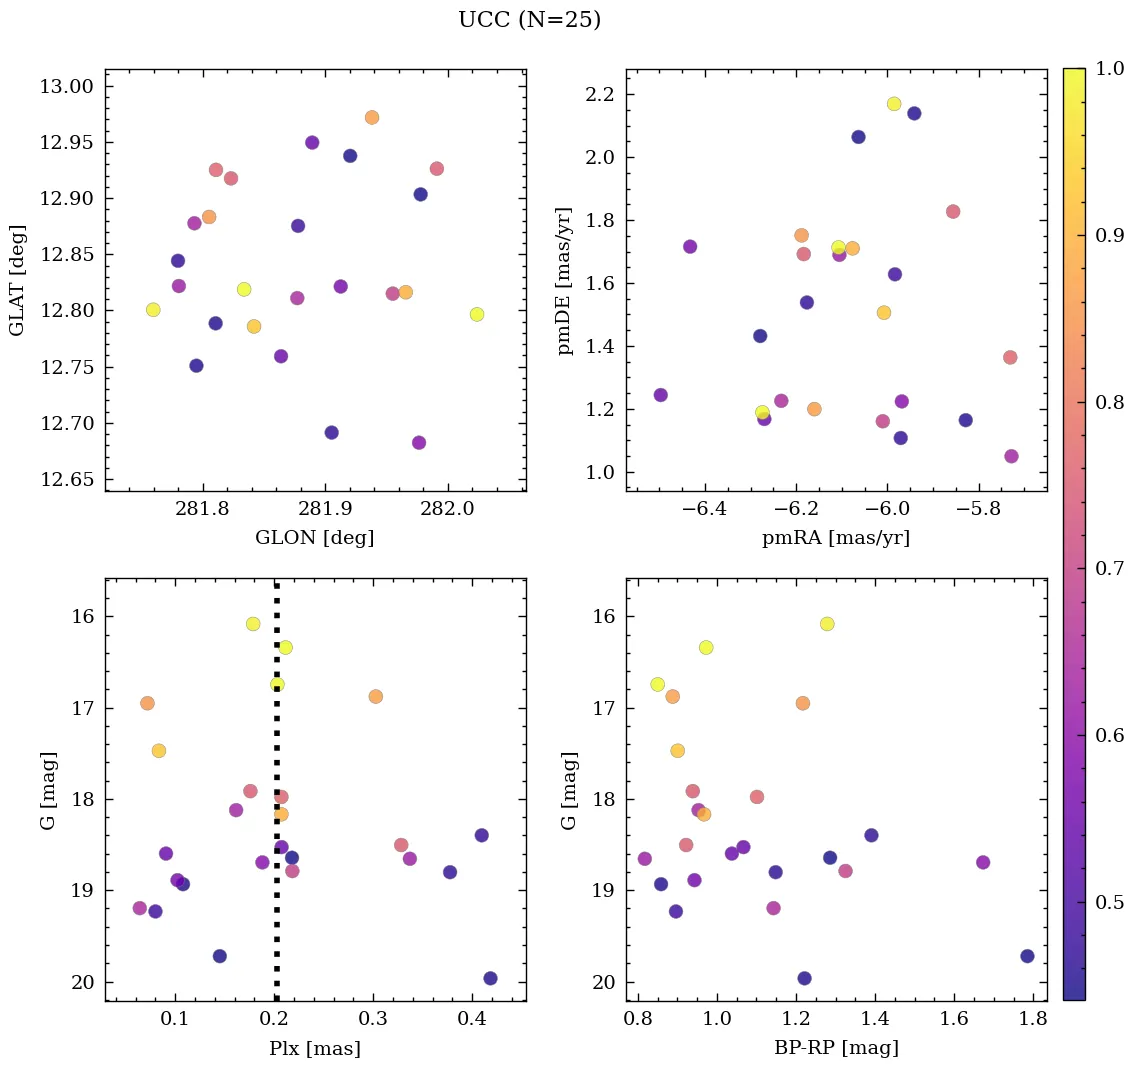 UCC (N=25)
13.00
12.95
12.90
12.85
12.80
12.75
12.70
12.65
GLAT [deg]
281.8 281.9 282.0
GLON [deg]
2.2
2.0
1.8
1.6
1.4
1.2
1.0
pmDE [mas/yr]
−6.4 −6.2 −6.0 −5.8
pmRA [mas/yr]
16
17
18
19
20
G [mag]
0.1 0.2 0.3 0.4
Plx [mas]
16
17
18
19
20
G [mag]
0.8 1.0 1.2 1.4 1.6 1.8
BP-RP [mag]
1.0
0.9
0.8
0.7
0.6
0.5